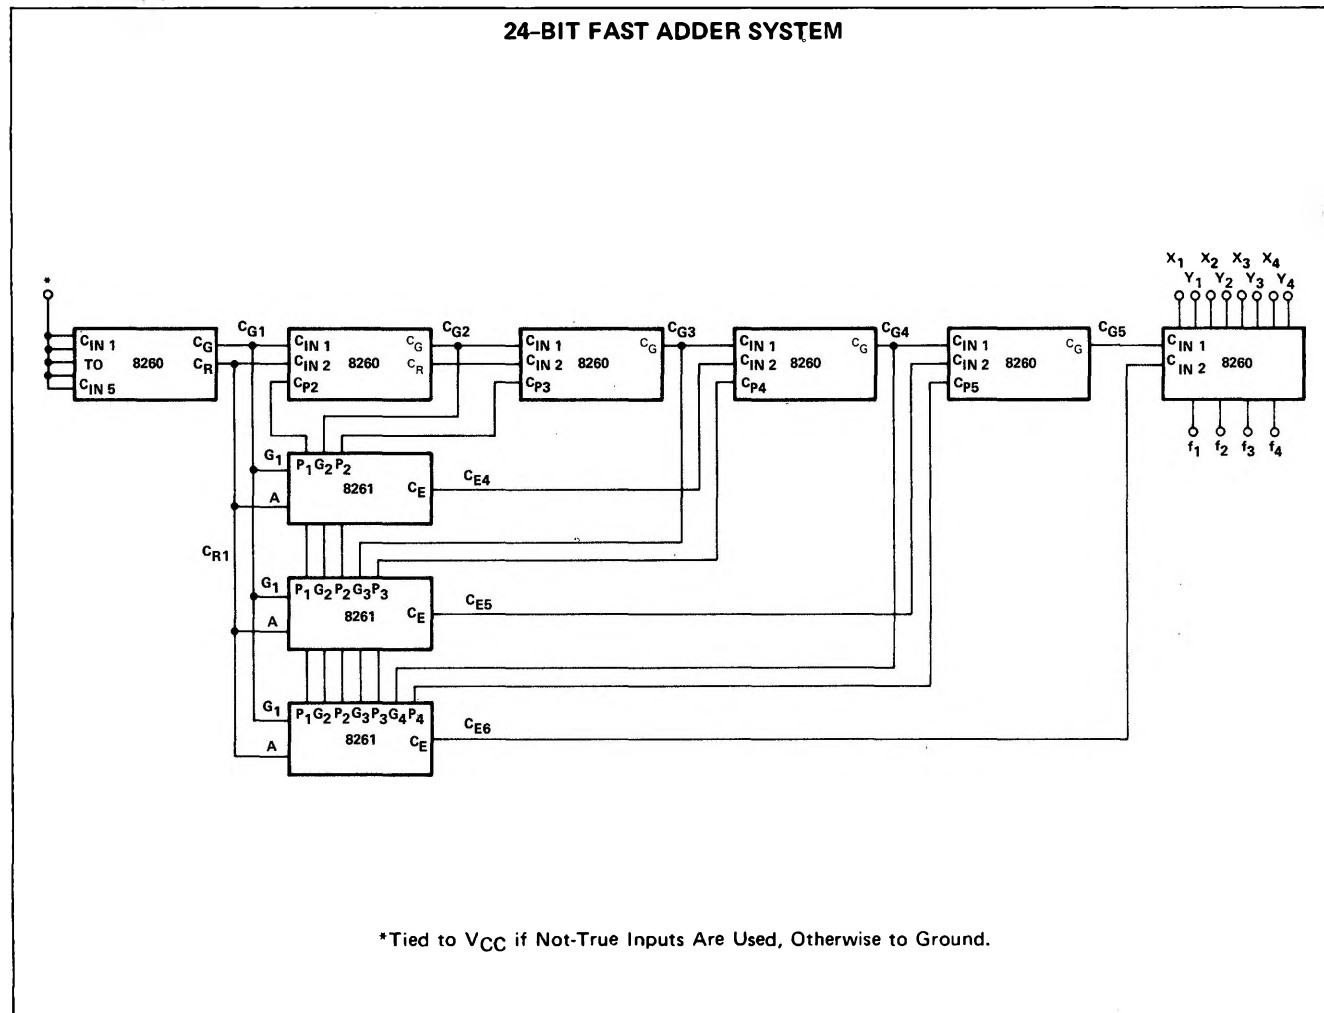 24-BIT FAST ADDER SYSTEM
*
X1 X2 X3 X4
Y1 Y2 Y3 Y4
CG1 CG2 CG3 CG4 CG5
CIN 1 CG
TO 8260 CR
CIN 5
CIN 1 CG
CIN 2 8260 CR
CP2
CIN 1 CG
CIN 2 8260
CP3
CIN 1 CG
CIN 2 8260
CP4
CIN 1 CG
CIN 2 8260
CP5
CIN 1
CIN 2 8260
f1 f2 f3 f4
G1 P1 G2 P2
8261 CE CE4
A
CR1
G1 P1 G2 P2 G3 P3
8261 CE CE5
A
G1 P1 G2 P2 G3 P3 G4 P4
8261 CE CE6
A
*Tied to VCC if Not-True Inputs Are Used, Otherwise to Ground.